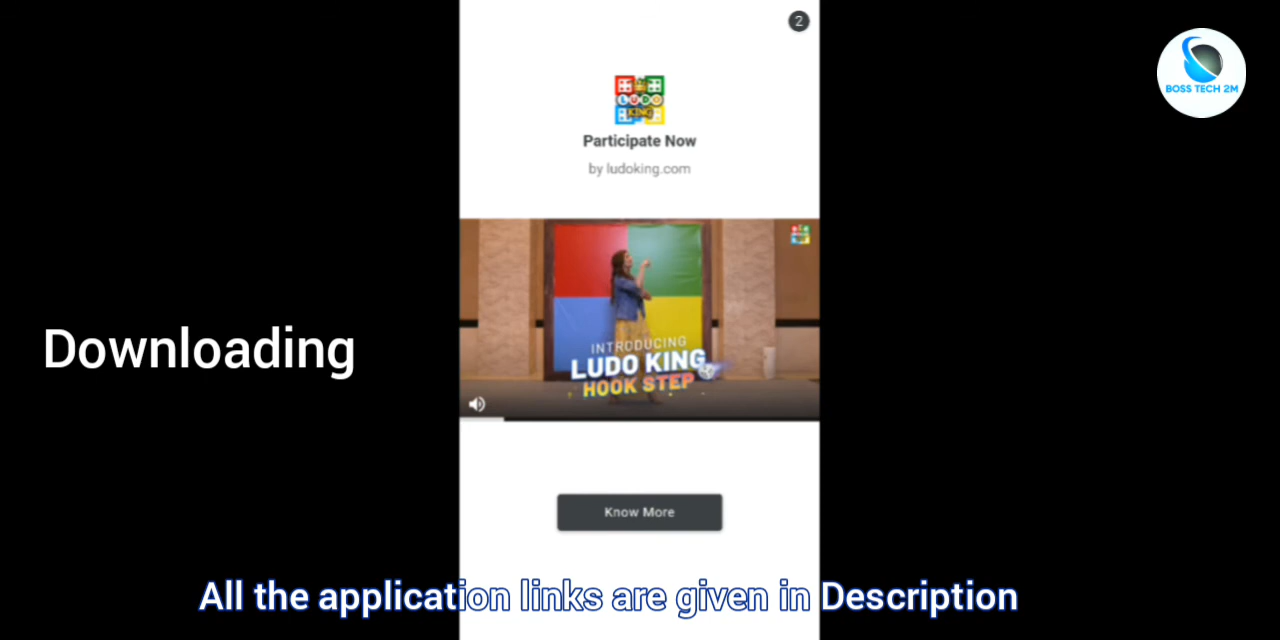 2
LUDO
KING
Participate Now
by ludoking.com
BOSS TECH 2M
INTRODUCING
LUDO KING
HOOK STEP
Downloading
Know More
All the application links are given in Description